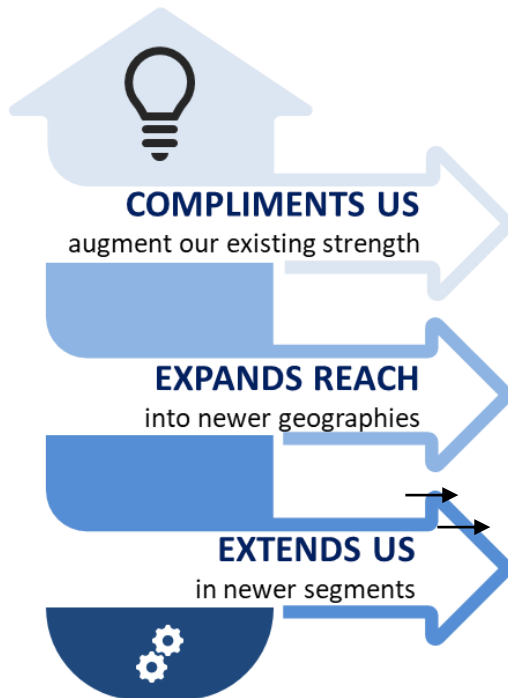 COMPLIMENTS US
augment our existing strength
EXPANDS REACH
into newer geographies
EXTENDS US
in newer segments